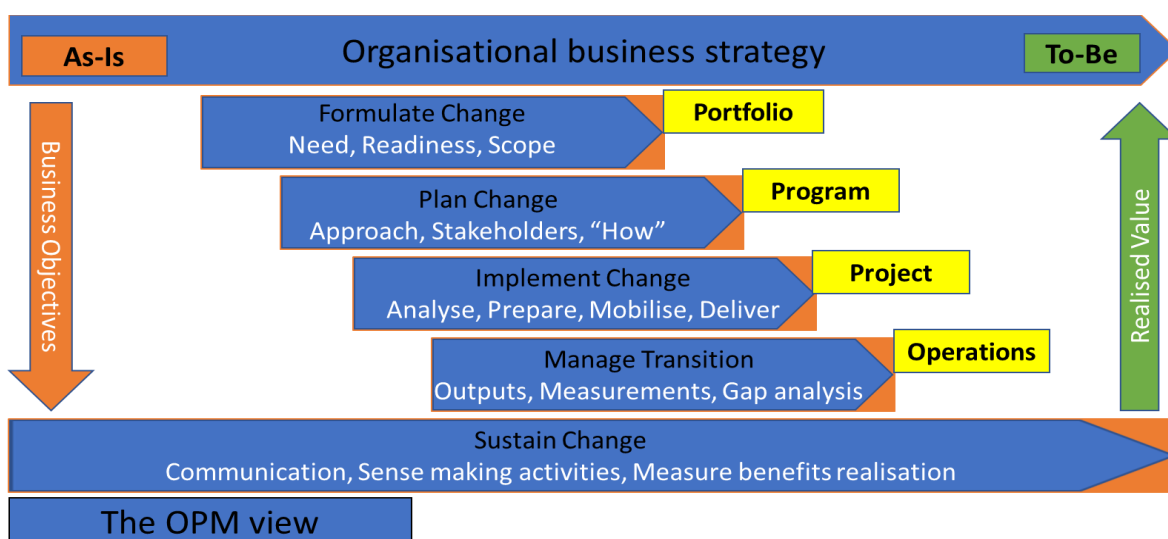 As-Is
Organisational business strategy
To-Be
Business Objectives
Formulate Change
Need, Readiness, Scope
Portfolio
Plan Change
Approach, Stakeholders, “How”
Program
Implement Change
Analyse, Prepare, Mobilise, Deliver
Project
Manage Transition
Outputs, Measurements, Gap analysis
Operations
Realised Value
Sustain Change
Communication, Sense making activities, Measure benefits realisation
The OPM view